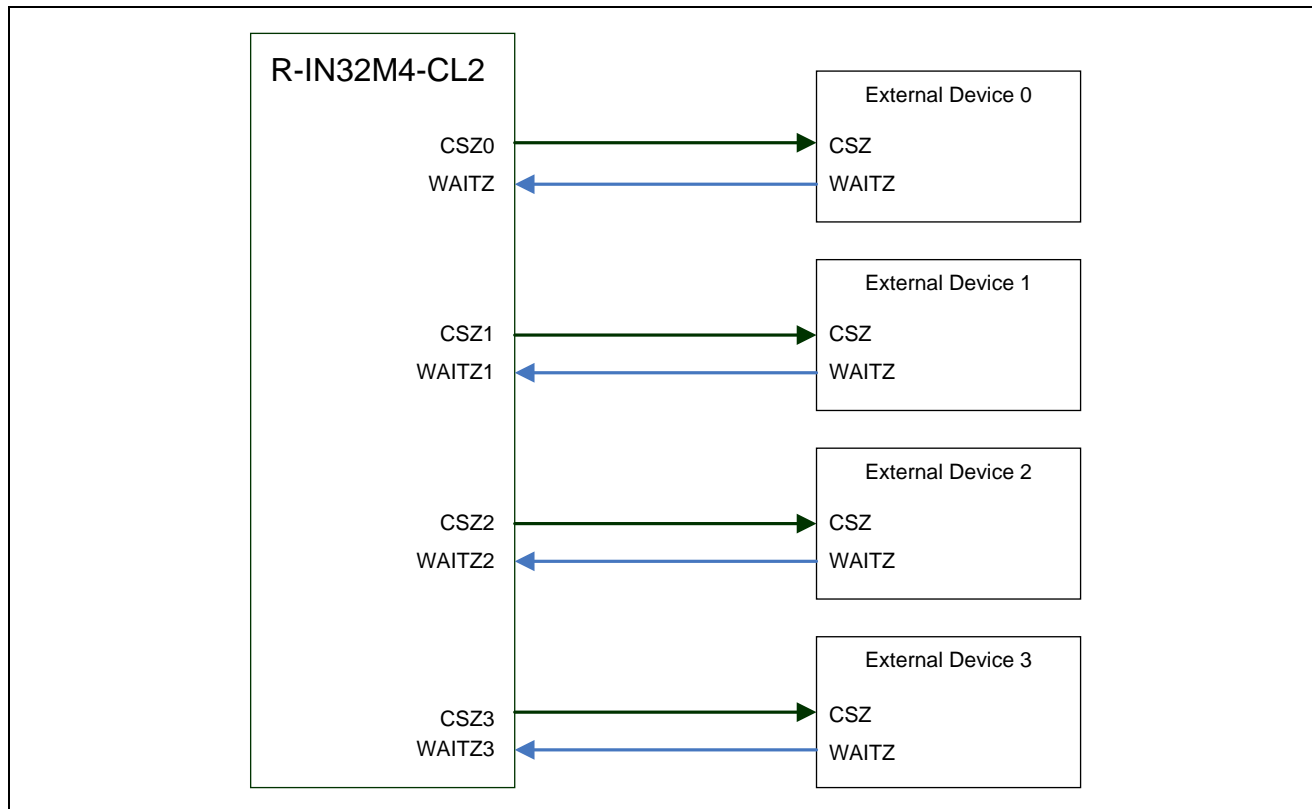 R-IN32M4-CL2
CSZ0
WAITZ
CSZ1
WAITZ1
CSZ2
WAITZ2
CSZ3
WAITZ3
External Device 0
CSZ
WAITZ
External Device 1
CSZ
WAITZ
External Device 2
CSZ
WAITZ
External Device 3
CSZ
WAITZ